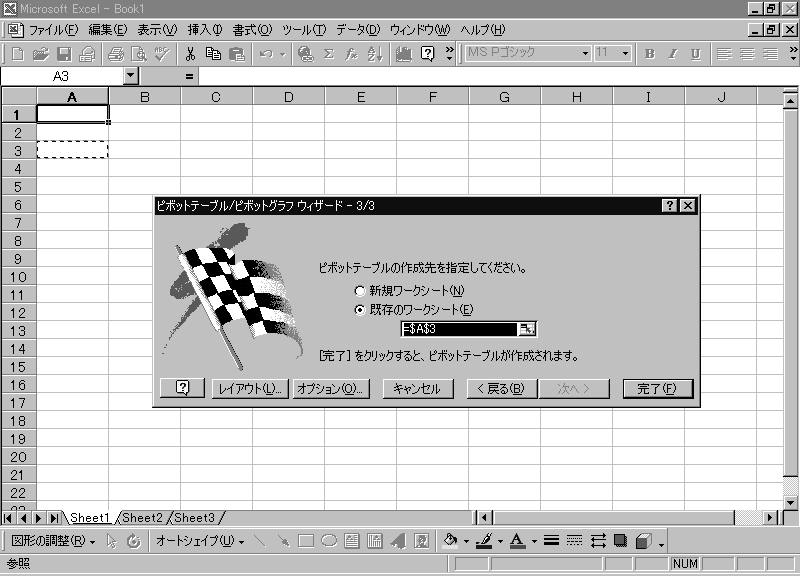 Microsoft Excel - Book1
ファイル(F) 編集(E) 表示(V) 挿入(I) 書式(O) ツール(T) データ(D) ウィンドウ(W) ヘルプ(H)
ABC Σ fx MS Pゴシック 11 B I U
A3 =
A B C D E F G H I J
1
2
3
4
5
6
7
8
9
10
11
12
13
14
15
16
17
18
19
20
21
22
ピボットテーブル/ピボットグラフ ウィザード - 3/3
ピボットテーブルの作成先を指定してください。
新規ワークシート(N)
既存のワークシート(E)
=$A$3
[完了] をクリックすると、ピボットテーブルが作成されます。
レイアウト(L)... オプション(O)... キャンセル < 戻る(B) 次へ > 完了(F)
Sheet1 Sheet2 Sheet3
図形の調整(R) オートシェイプ(U) A
参照 NUM